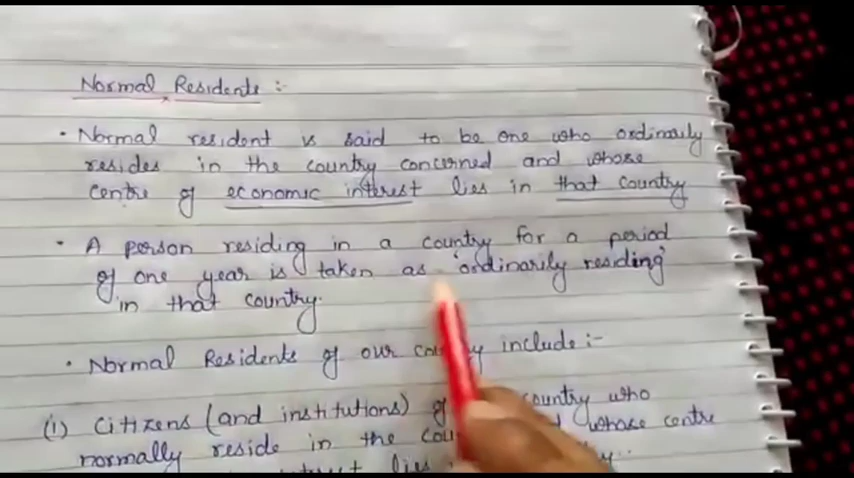 Normal Residents :-
• Normal resident is said to be one who ordinarily
resides in the country concerned and whose
centre of economic interest lies in that country
• A person residing in a country for a period
of one year is taken as 'ordinarily residing'
in that country.
• Normal Residents of our include :-
(i) Citizens (and institutions) country who
normally reside in the whose centre
lies